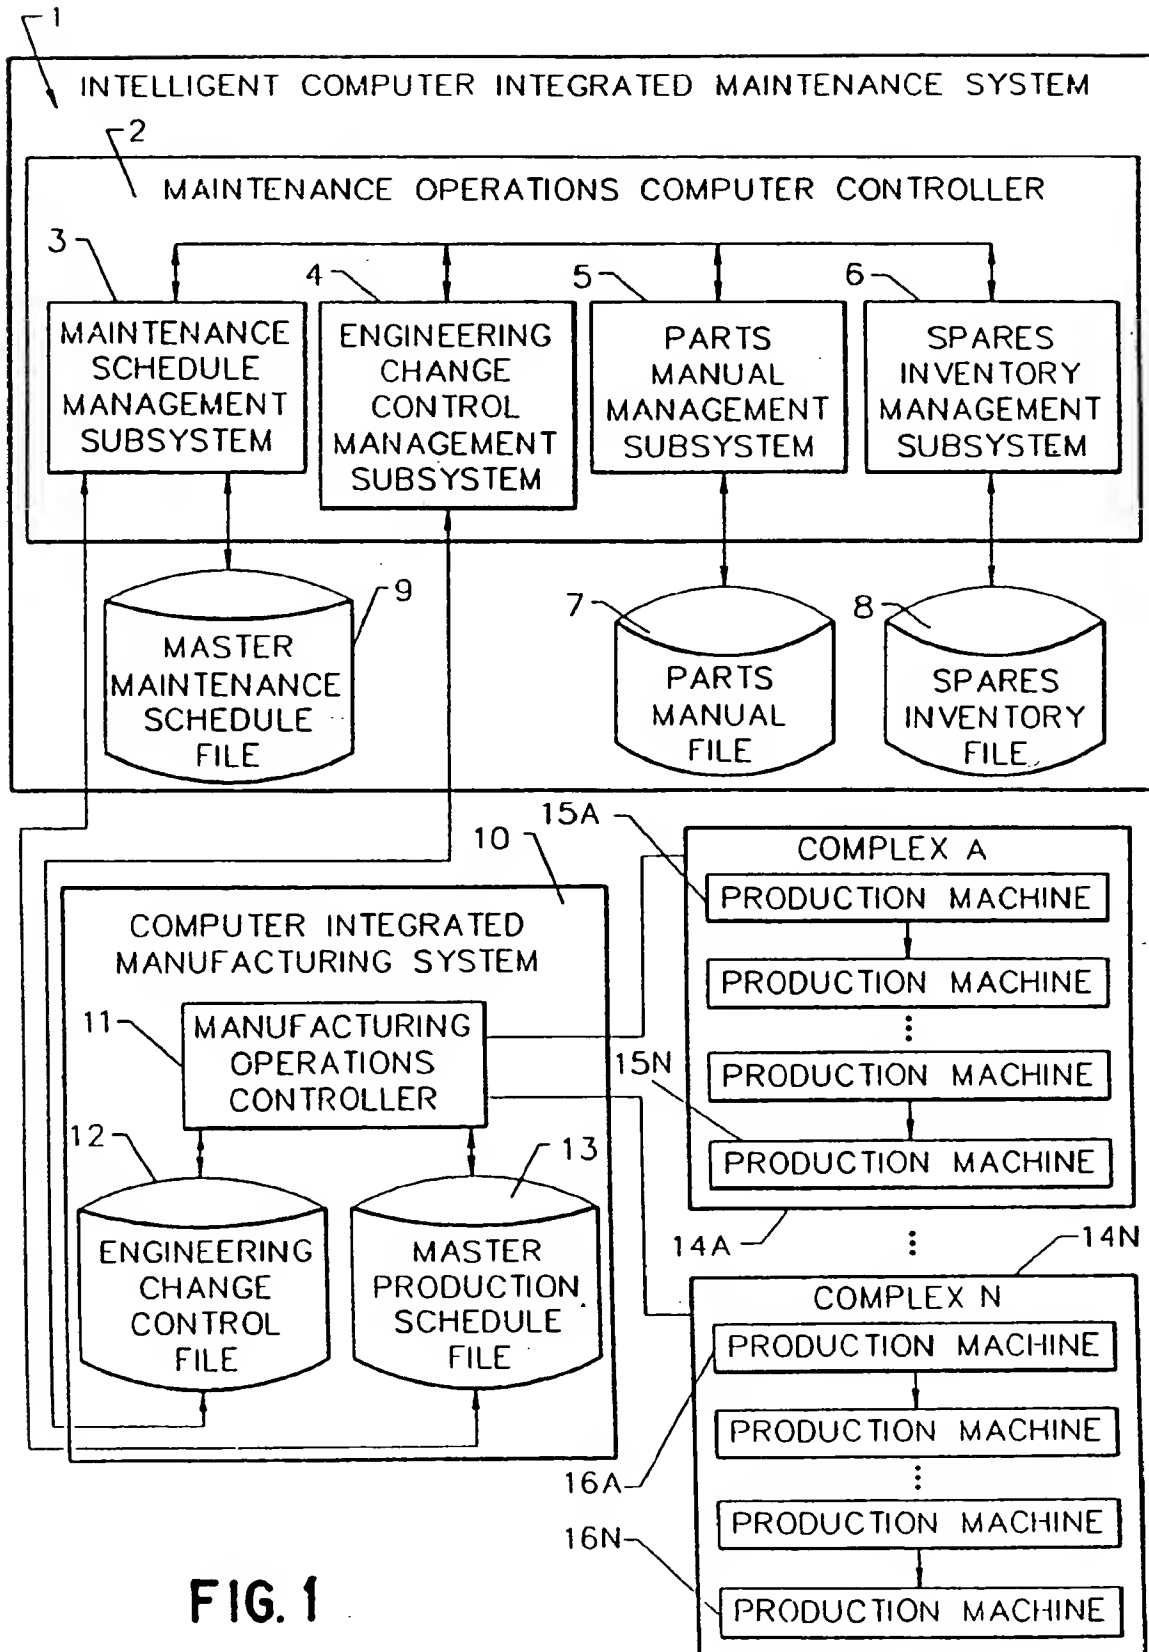 1
INTELLIGENT COMPUTER INTEGRATED MAINTENANCE SYSTEM
2
MAINTENANCE OPERATIONS COMPUTER CONTROLLER
3
MAINTENANCE
SCHEDULE
MANAGEMENT
SUBSYSTEM
4
ENGINEERING
CHANGE
CONTROL
MANAGEMENT
SUBSYSTEM
5
PARTS
MANUAL
MANAGEMENT
SUBSYSTEM
6
SPARES
INVENTORY
MANAGEMENT
SUBSYSTEM
9
MASTER
MAINTENANCE
SCHEDULE
FILE
7
PARTS
MANUAL
FILE
8
SPARES
INVENTORY
FILE
10
COMPUTER INTEGRATED
MANUFACTURING SYSTEM
11
MANUFACTURING
OPERATIONS
CONTROLLER
12
ENGINEERING
CHANGE
CONTROL
FILE
13
MASTER
PRODUCTION
SCHEDULE
FILE
15A
COMPLEX A
PRODUCTION MACHINE
PRODUCTION MACHINE
PRODUCTION MACHINE
15N
PRODUCTION MACHINE
14A
14N
COMPLEX N
PRODUCTION MACHINE
PRODUCTION MACHINE
16A
PRODUCTION MACHINE
16N
PRODUCTION MACHINE
FIG. 1